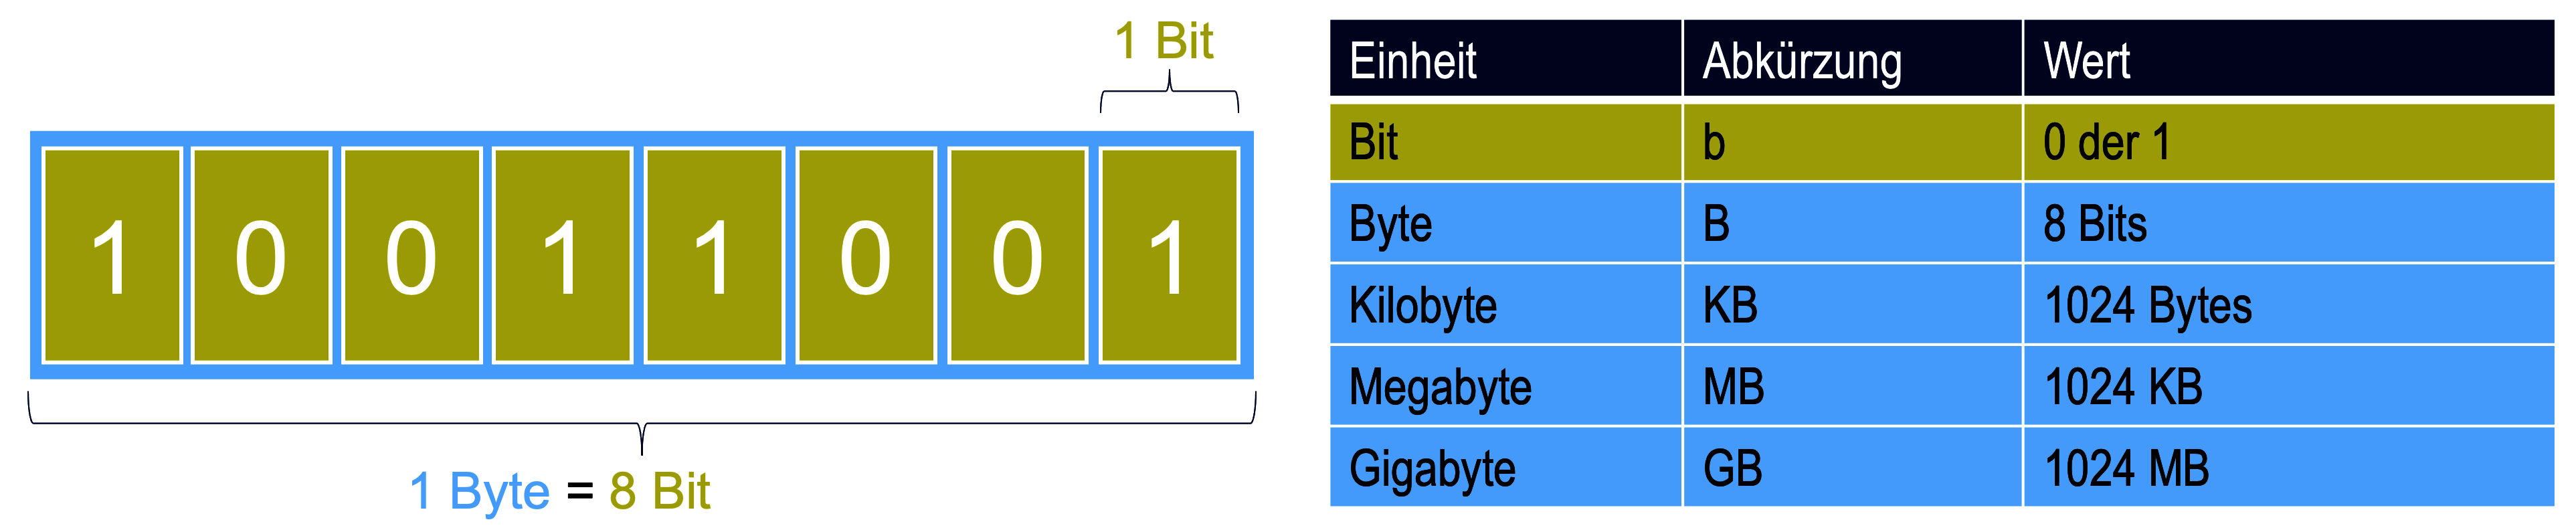 1 Bit
1 0 0 1 1 0 0 1
1 Byte = 8 Bit
Einheit Abkürzung Wert
Bit b 0 der 1
Byte B 8 Bits
Kilobyte KB 1024 Bytes
Megabyte MB 1024 KB
Gigabyte GB 1024 MB